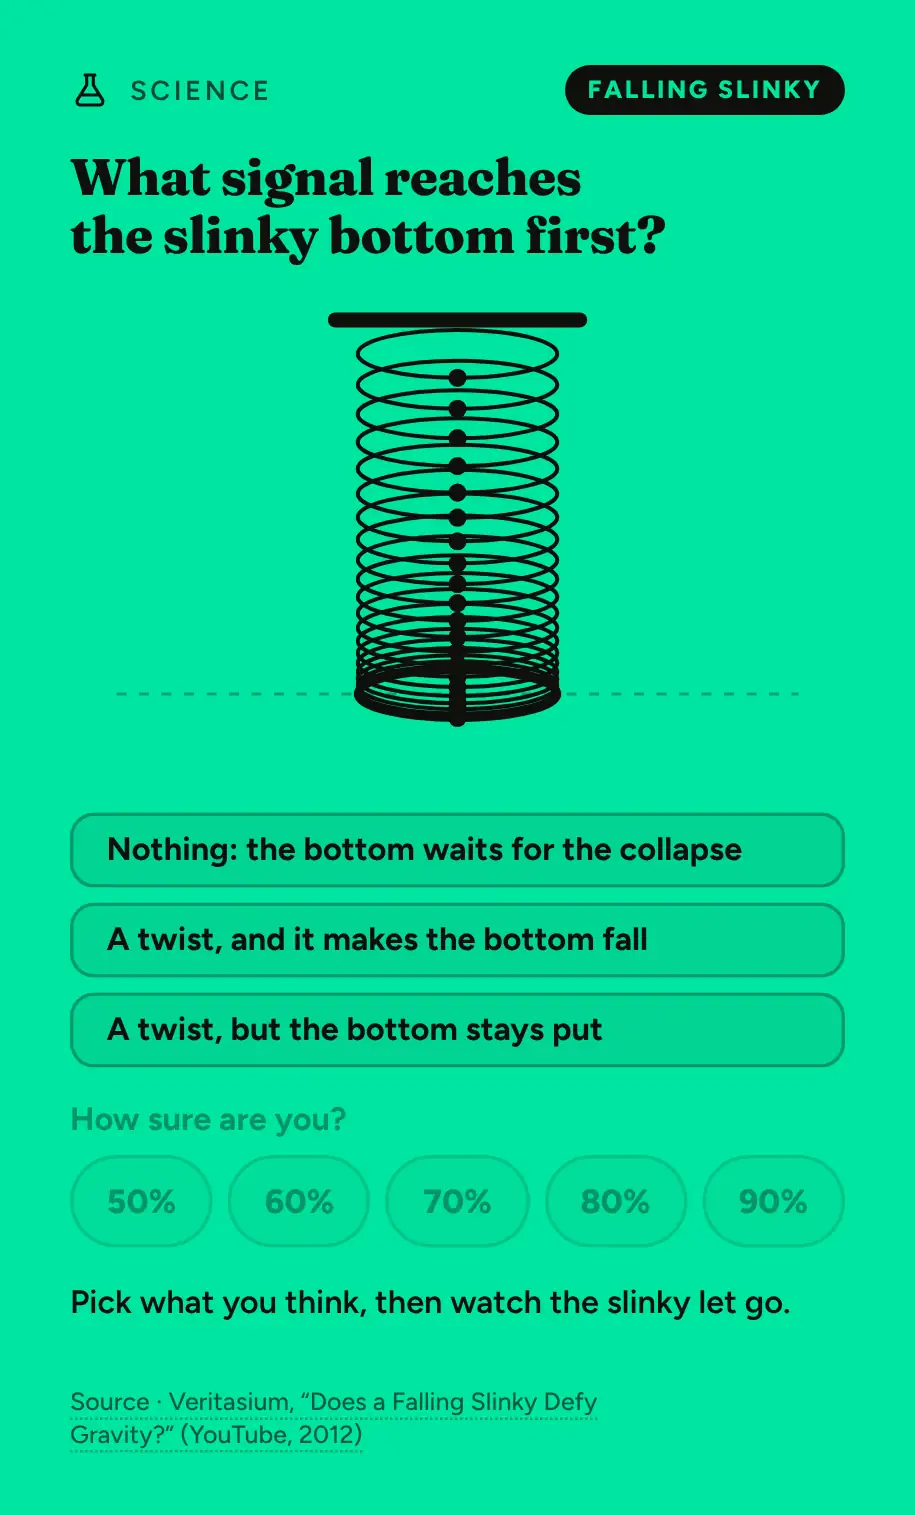 SCIENCE
FALLING SLINKY
What signal reaches
the slinky bottom first?
Nothing: the bottom waits for the collapse
A twist, and it makes the bottom fall
A twist, but the bottom stays put
How sure are you?
50%
60%
70%
80%
90%
Pick what you think, then watch the slinky let go.
Source · Veritasium, “Does a Falling Slinky Defy
Gravity?” (YouTube, 2012)